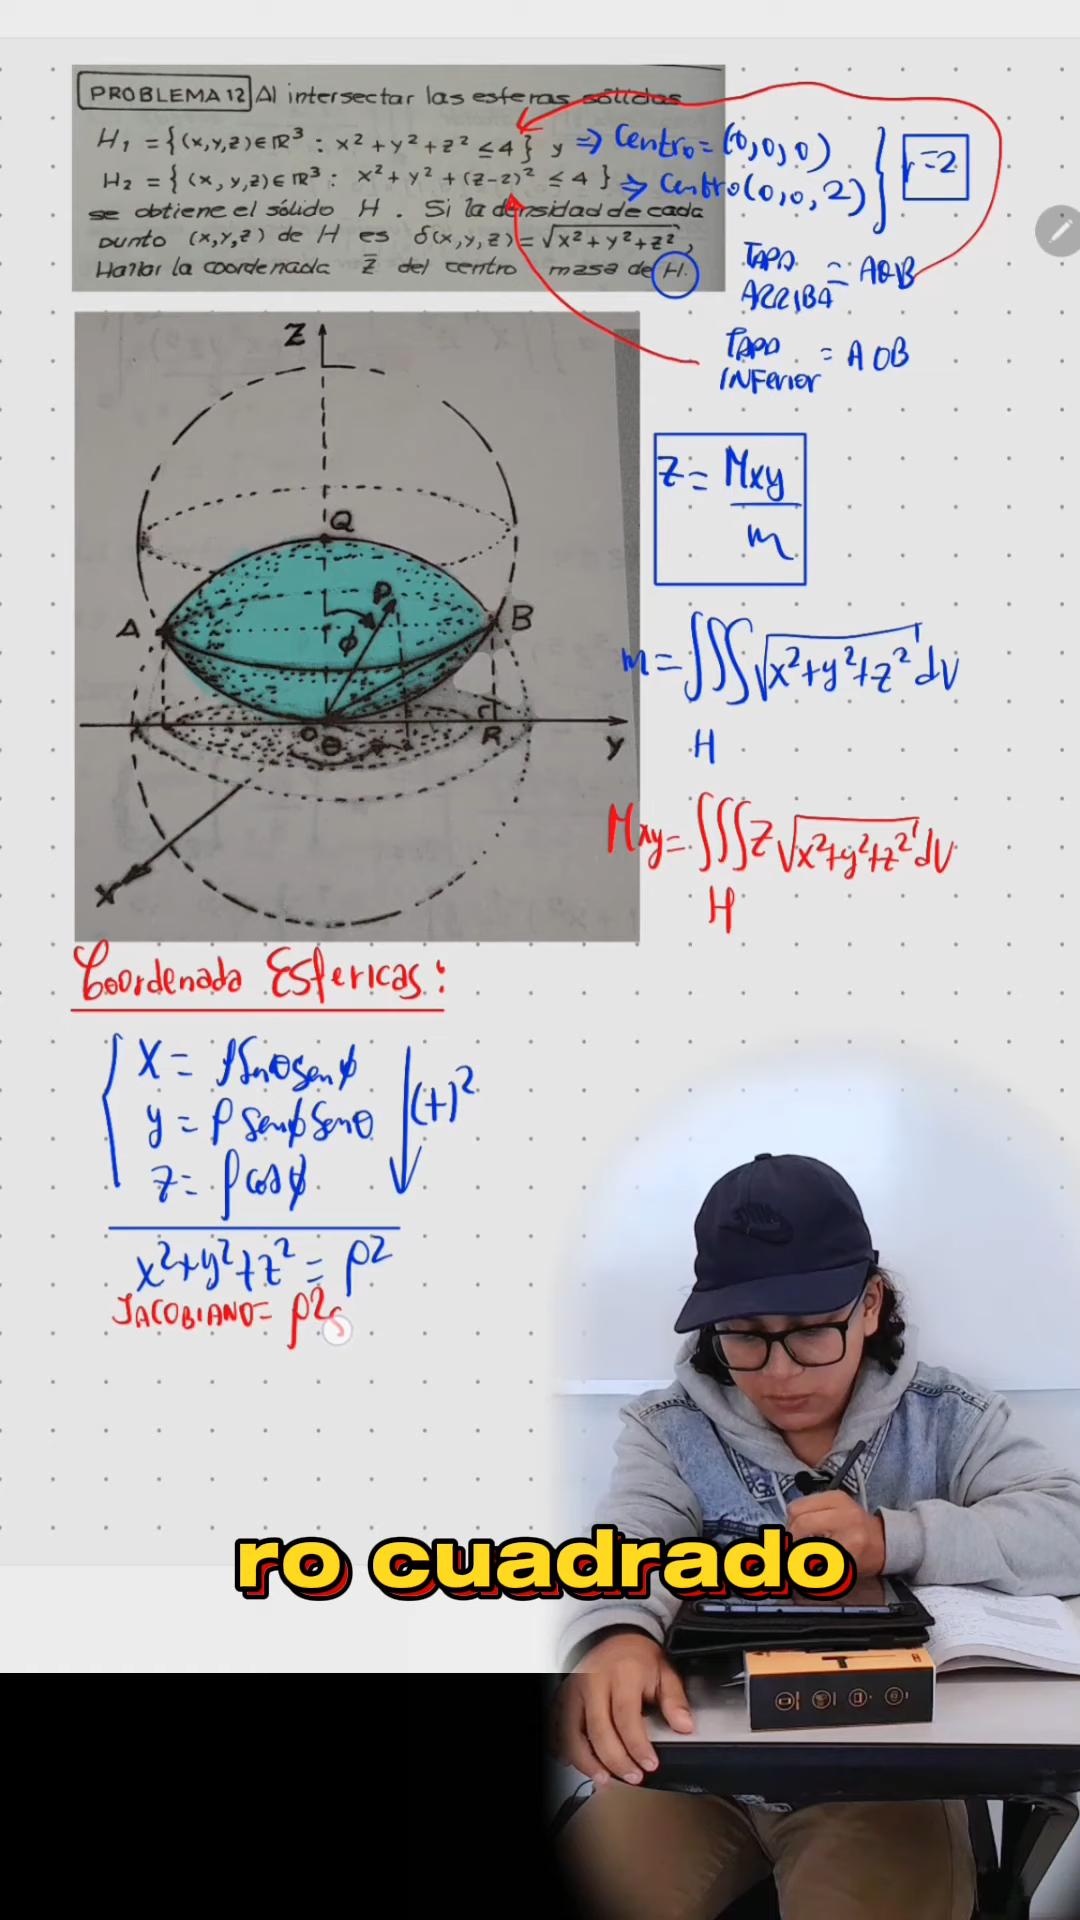 PROBLEMA 12 Al intersectar las esferas sólidas
H₁ = {(x,y,z) ∈ ℝ³ : x² + y² + z² ≤ 4 } y ⇒ Centro = (0,0,0)
H₂ = { (x, y, z) ∈ ℝ³ : x² + y² + (z-2)² ≤ 4 } ⇒ Centro (0,0,2)
r = 2
se obtiene el sólido H. Si la densidad de cada
punto (x,y,z) de H es δ(x,y,z) = √x² + y² + z²,
Hallar la coordenada z̄ del centro masa de H.
TAPA ARRIBA = AQB
TAPA INFerior = AOB
z = Mxy / m
m = ∭ √x²+y²+z² dV
H
Mxy = ∭ z √x²+y²+z² dV
H
Z
Q
A
P
B
φ
O
θ
r
R
Y
X
Coordenada Esfericas:
X = ρ Senθ sen φ
y = ρ Senφ Senθ
z = ρ cos φ
(+)²
x² + y² + z² = ρ2
JACOBIANO = ρ2s
ro cuadrado